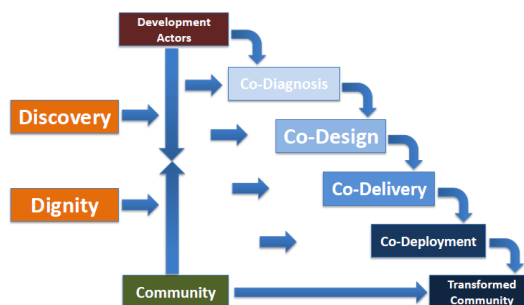 Development
Actors
Co-Diagnosis
Discovery
Co-Design
Co-Delivery
Dignity
Co-Deployment
Community
Transformed
Community